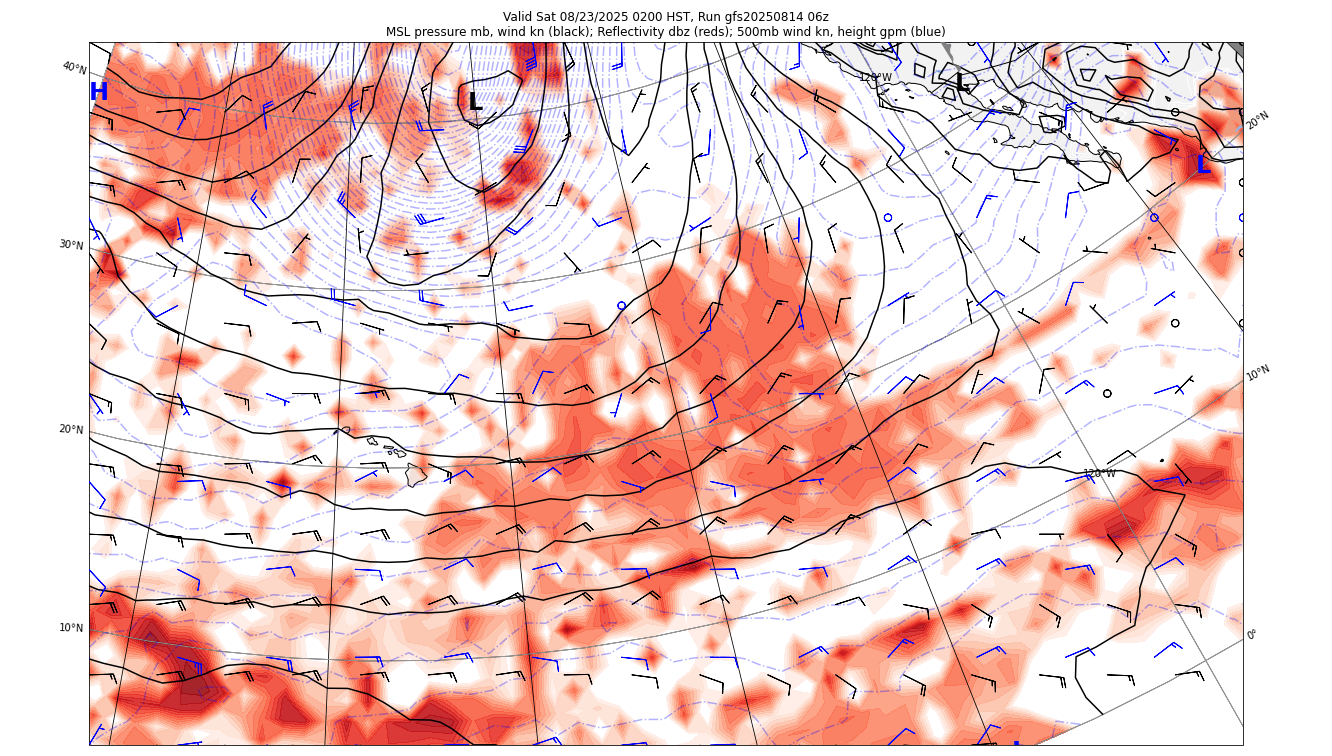 Valid Sat 08/23/2025 0200 HST, Run gfs20250814 06z
MSL pressure mb, wind kn (black); Reflectivity dbz (reds); 500mb wind kn, height gpm (blue)
40°N
H
L
120°W
L
20°N
L
30°N
10°N
20°N
120°W
10°N
0°
L